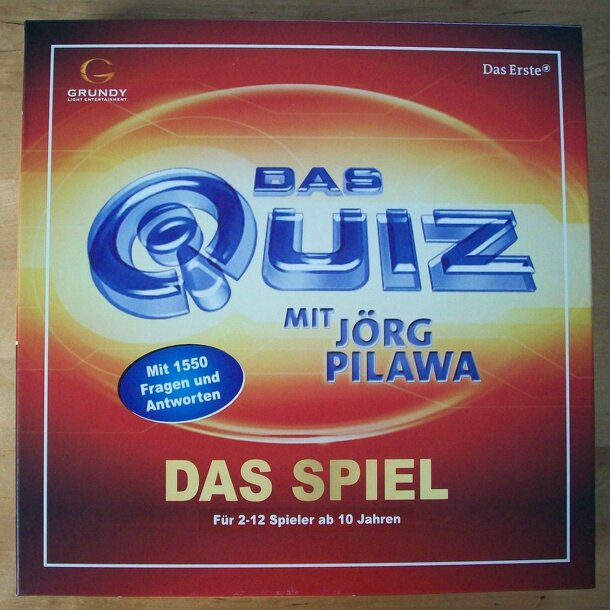 GRUNDY
LIGHT ENTERTAINMENT
Das Erste
DAS
QUIZ
MIT JÖRG
PILAWA
Mit 1550
Fragen und
Antworten
DAS SPIEL
Für 2-12 Spieler ab 10 Jahren